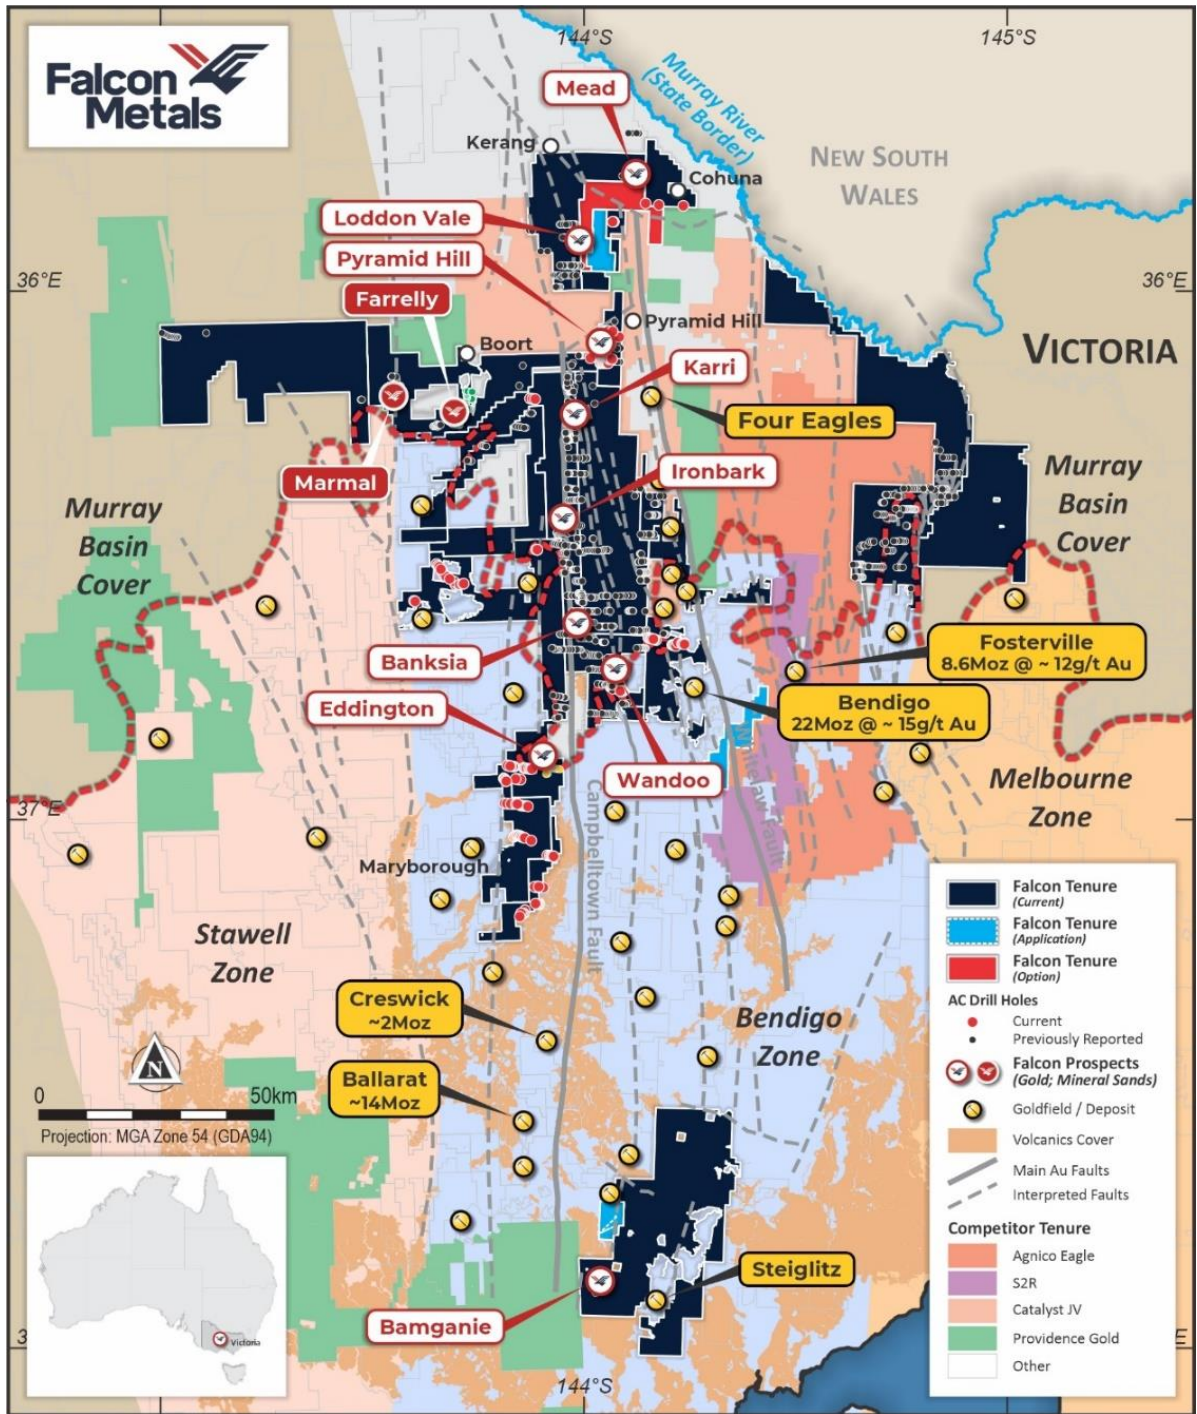 Falcon
Metals
144°S
145°S
Murray River
(State Border)
Mead
Kerang
Cohuna
NEW SOUTH
WALES
Loddon Vale
Pyramid Hill
36°E
36°E
Farrelly
Pyramid Hill
Boort
VICTORIA
Karri
Four Eagles
Ironbark
Marmal
Murray
Basin
Cover
Murray
Basin
Cover
Fosterville
8.6Moz @ ~ 12g/t Au
Banksia
Bendigo
22Moz @ ~ 15g/t Au
Eddington
Wandoo
Melbourne
Zone
37°E
Campbelltown Fault
Maryborough
Stawell
Zone
Creswick
~2Moz
Bendigo
Zone
Ballarat
~14Moz
N
0 50km
Projection: MGA Zone 54 (GDA94)
Victoria
Steiglitz
Bamganie
144°S
Falcon Tenure
(Current)
Falcon Tenure
(Application)
Falcon Tenure
(Option)
AC Drill Holes
Current
Previously Reported
Falcon Prospects
(Gold; Mineral Sands)
Goldfield / Deposit
Volcanics Cover
Main Au Faults
Interpreted Faults
Competitor Tenure
Agnico Eagle
S2R
Catalyst JV
Providence Gold
Other